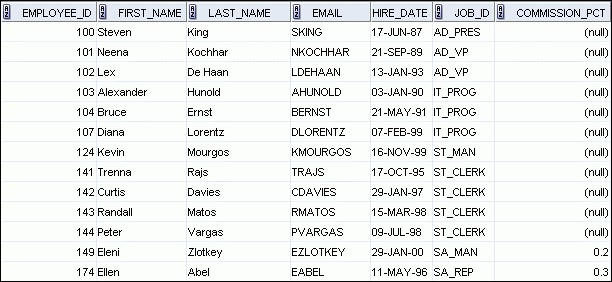 EMPLOYEE_ID FIRST_NAME LAST_NAME EMAIL HIRE_DATE JOB_ID COMMISSION_PCT
100 Steven King SKING 17-JUN-87 AD_PRES (null)
101 Neena Kochhar NKOCHHAR 21-SEP-89 AD_VP (null)
102 Lex De Haan LDEHAAN 13-JAN-93 AD_VP (null)
103 Alexander Hunold AHUNOLD 03-JAN-90 IT_PROG (null)
104 Bruce Ernst BERNST 21-MAY-91 IT_PROG (null)
107 Diana Lorentz DLORENTZ 07-FEB-99 IT_PROG (null)
124 Kevin Mourgos KMOURGOS 16-NOV-99 ST_MAN (null)
141 Trenna Rajs TRAJS 17-OCT-95 ST_CLERK (null)
142 Curtis Davies CDAVIES 29-JAN-97 ST_CLERK (null)
143 Randall Matos RMATOS 15-MAR-98 ST_CLERK (null)
144 Peter Vargas PVARGAS 09-JUL-98 ST_CLERK (null)
149 Eleni Zlotkey EZLOTKEY 29-JAN-00 SA_MAN 0.2
174 Ellen Abel EABEL 11-MAY-96 SA_REP 0.3